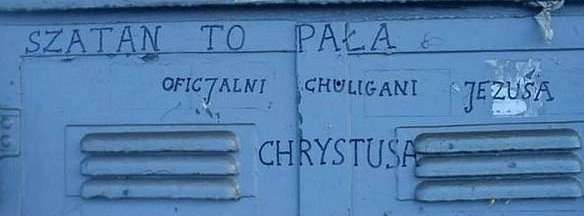 SZATAN TO PAŁA
OFICJALNI CHULIGANI JEZUSA
CHRYSTUSA